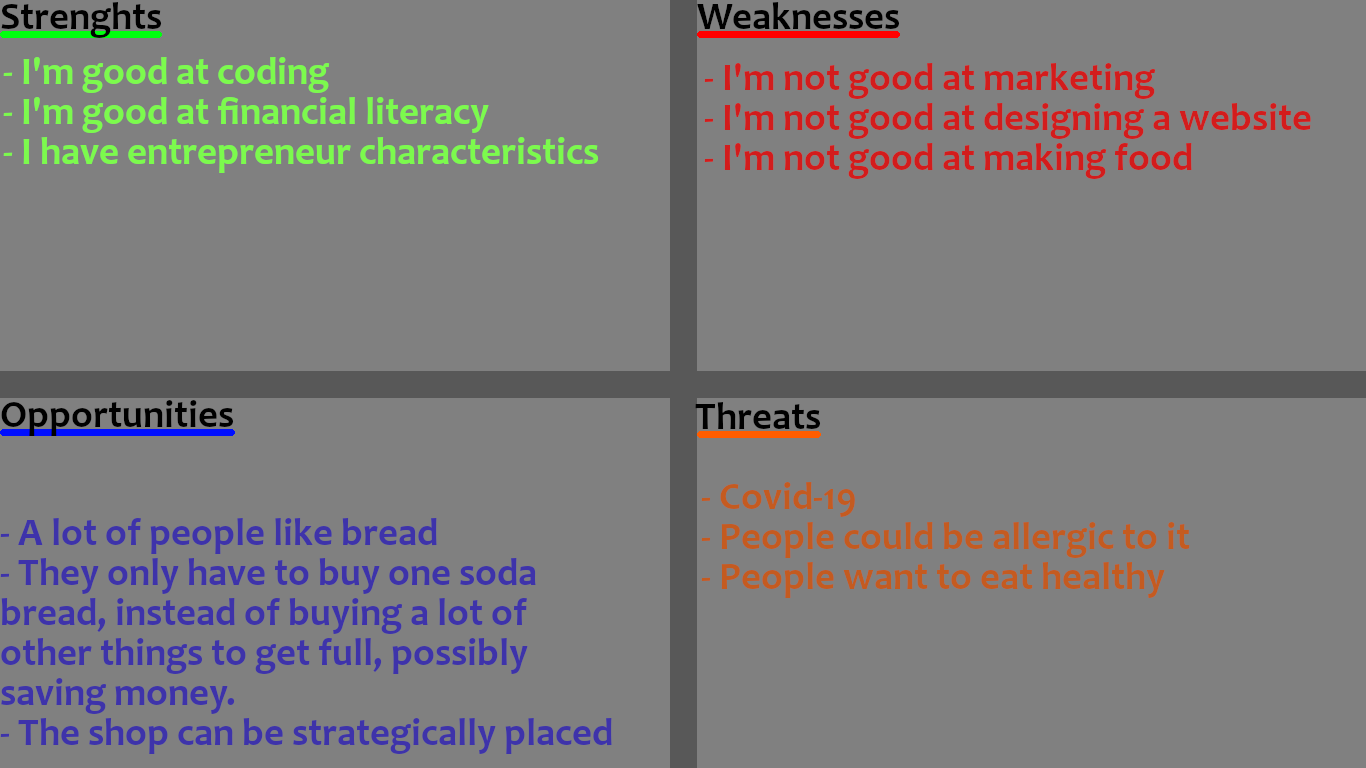 Strenghts
- I'm good at coding
- I'm good at financial literacy
- I have entrepreneur characteristics
Weaknesses
- I'm not good at marketing
- I'm not good at designing a website
- I'm not good at making food
Opportunities
- A lot of people like bread
- They only have to buy one soda
bread, instead of buying a lot of
other things to get full, possibly
saving money.
- The shop can be strategically placed
Threats
- Covid-19
- People could be allergic to it
- People want to eat healthy